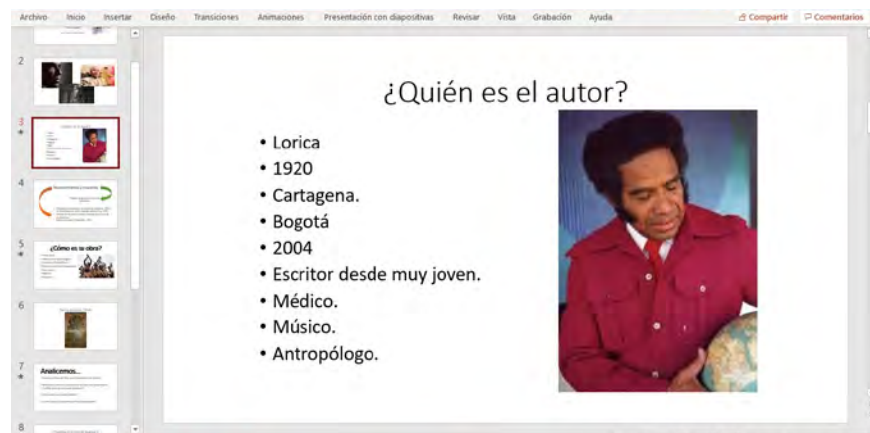 Archivo Inicio Insertar Diseño Transiciones Animaciones Presentación con diapositivas Revisar Vista Grabación Ayuda Compartir Comentarios
2
3
4
5
¿Cómo es su obra?
6
7
Analicemos...
8
¿Quién es el autor?
• Lorica
• 1920
• Cartagena.
• Bogotá
• 2004
• Escritor desde muy joven.
• Médico.
• Músico.
• Antropólogo.